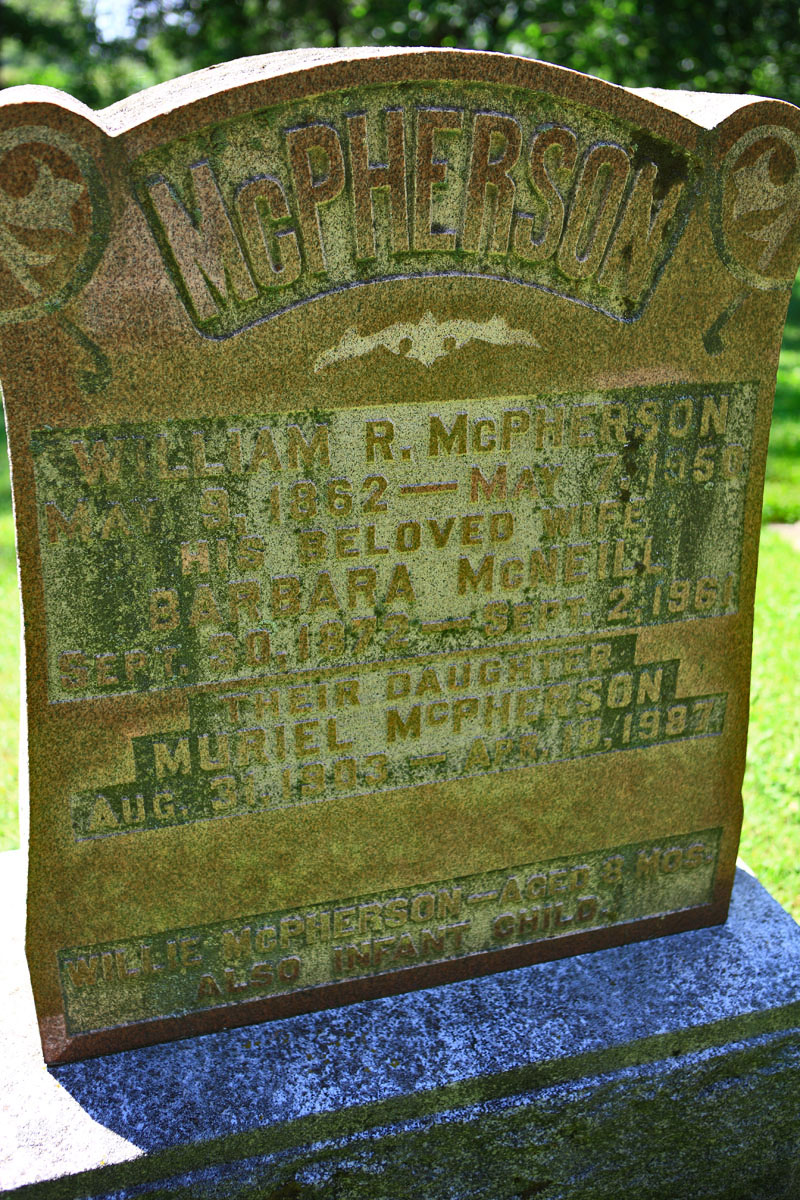 McPHERSON
WILLIAM R. McPHERSON
MAY 9, 1862 — MAY 7, 1950
HIS BELOVED WIFE
BARBARA McNEILL
SEPT. 30, 1872 — SEPT. 2, 1961
THEIR DAUGHTER
MURIEL McPHERSON
AUG. 31, 1903 — APR. 10, 1987
WILLIE McPHERSON — AGED 8 MOS.
ALSO INFANT CHILD.